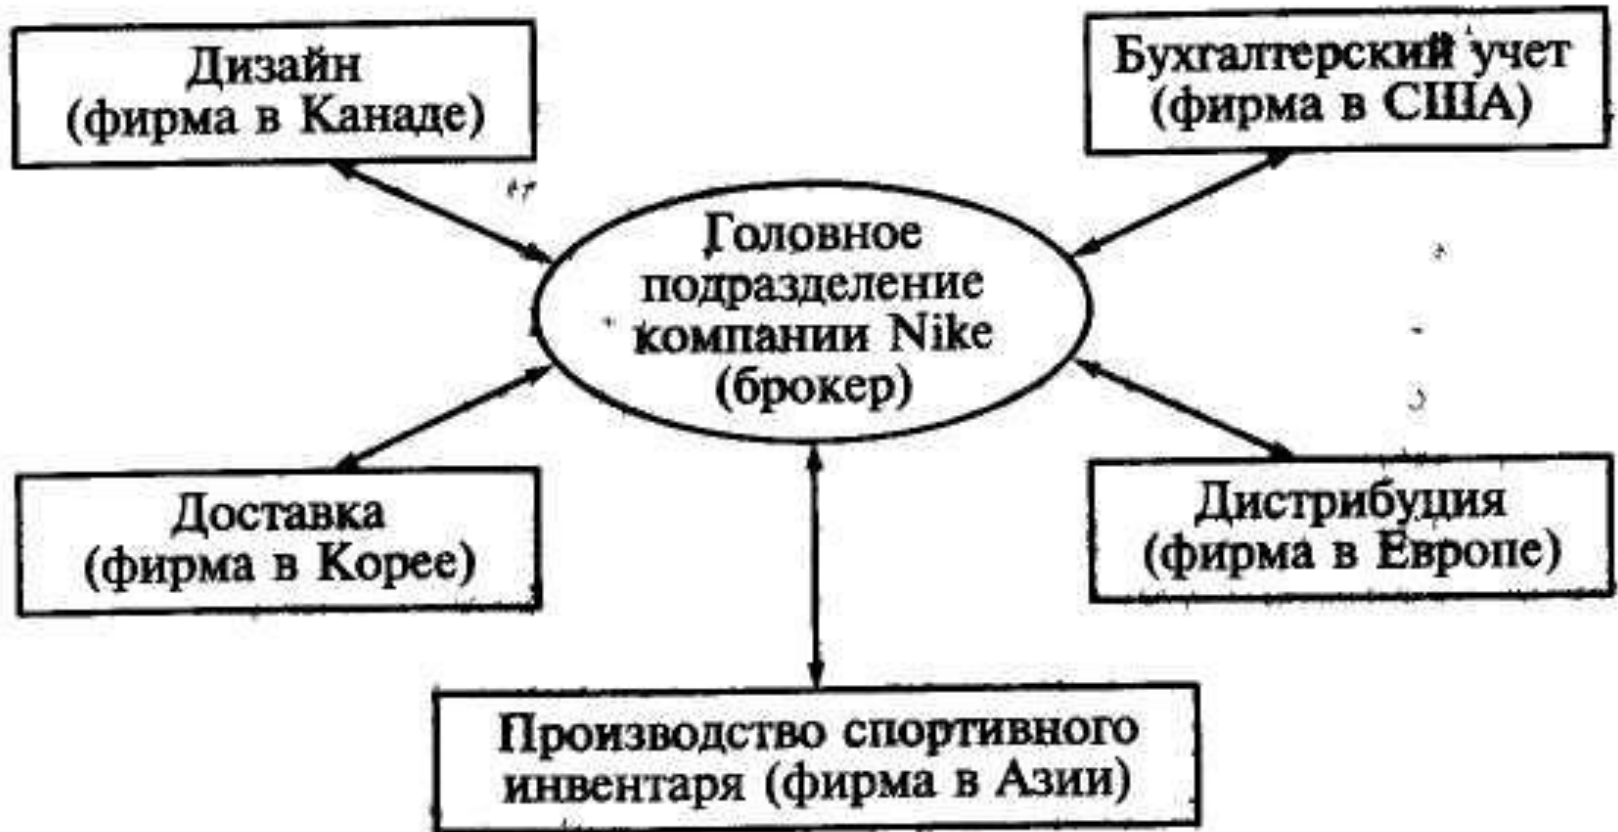 Дизайн
(фирма в Канаде)
Бухгалтерский учет
(фирма в США)
Головное
подразделение
компании Nike
(брокер)
Доставка
(фирма в Корее)
Дистрибуция
(фирма в Европе)
Производство спортивного
инвентаря (фирма в Азии)